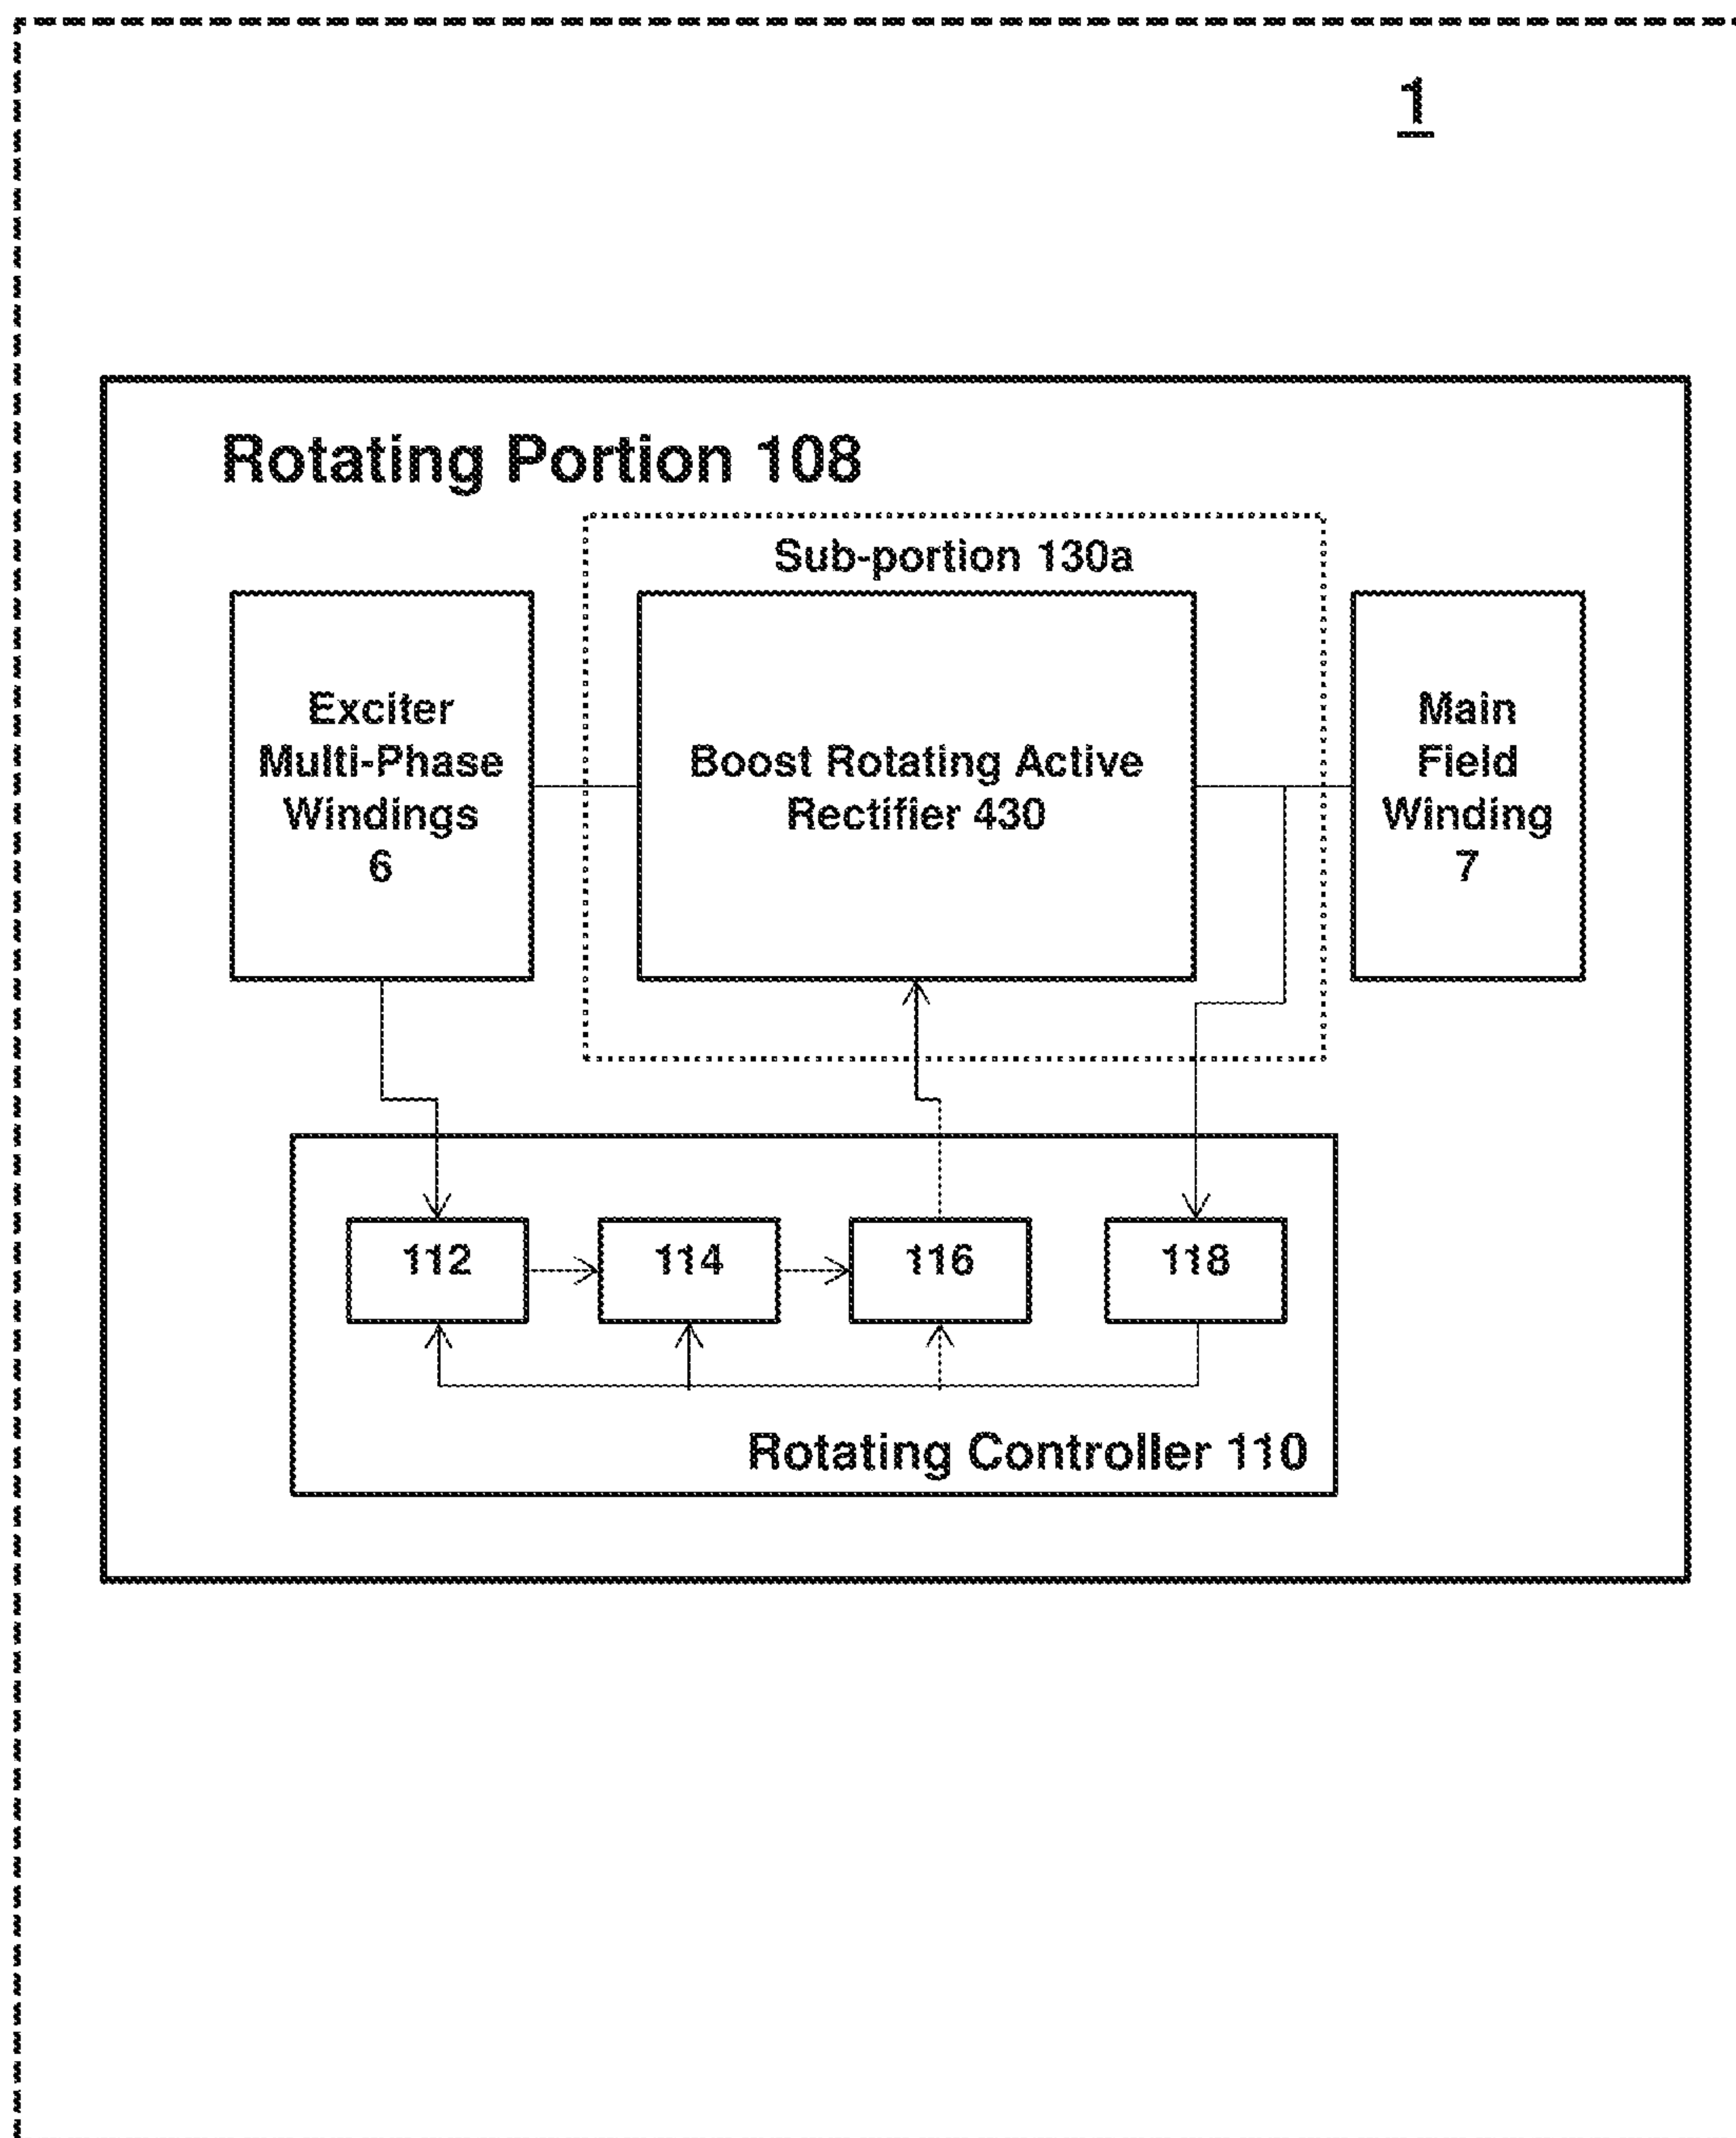 1
Rotating Portion 108
Sub-portion 130a
Exciter
Multi-Phase
Windings
6
Boost Rotating Active
Rectifier 430
Main
Field
Winding
7
112
114
116
118
Rotating Controller 110